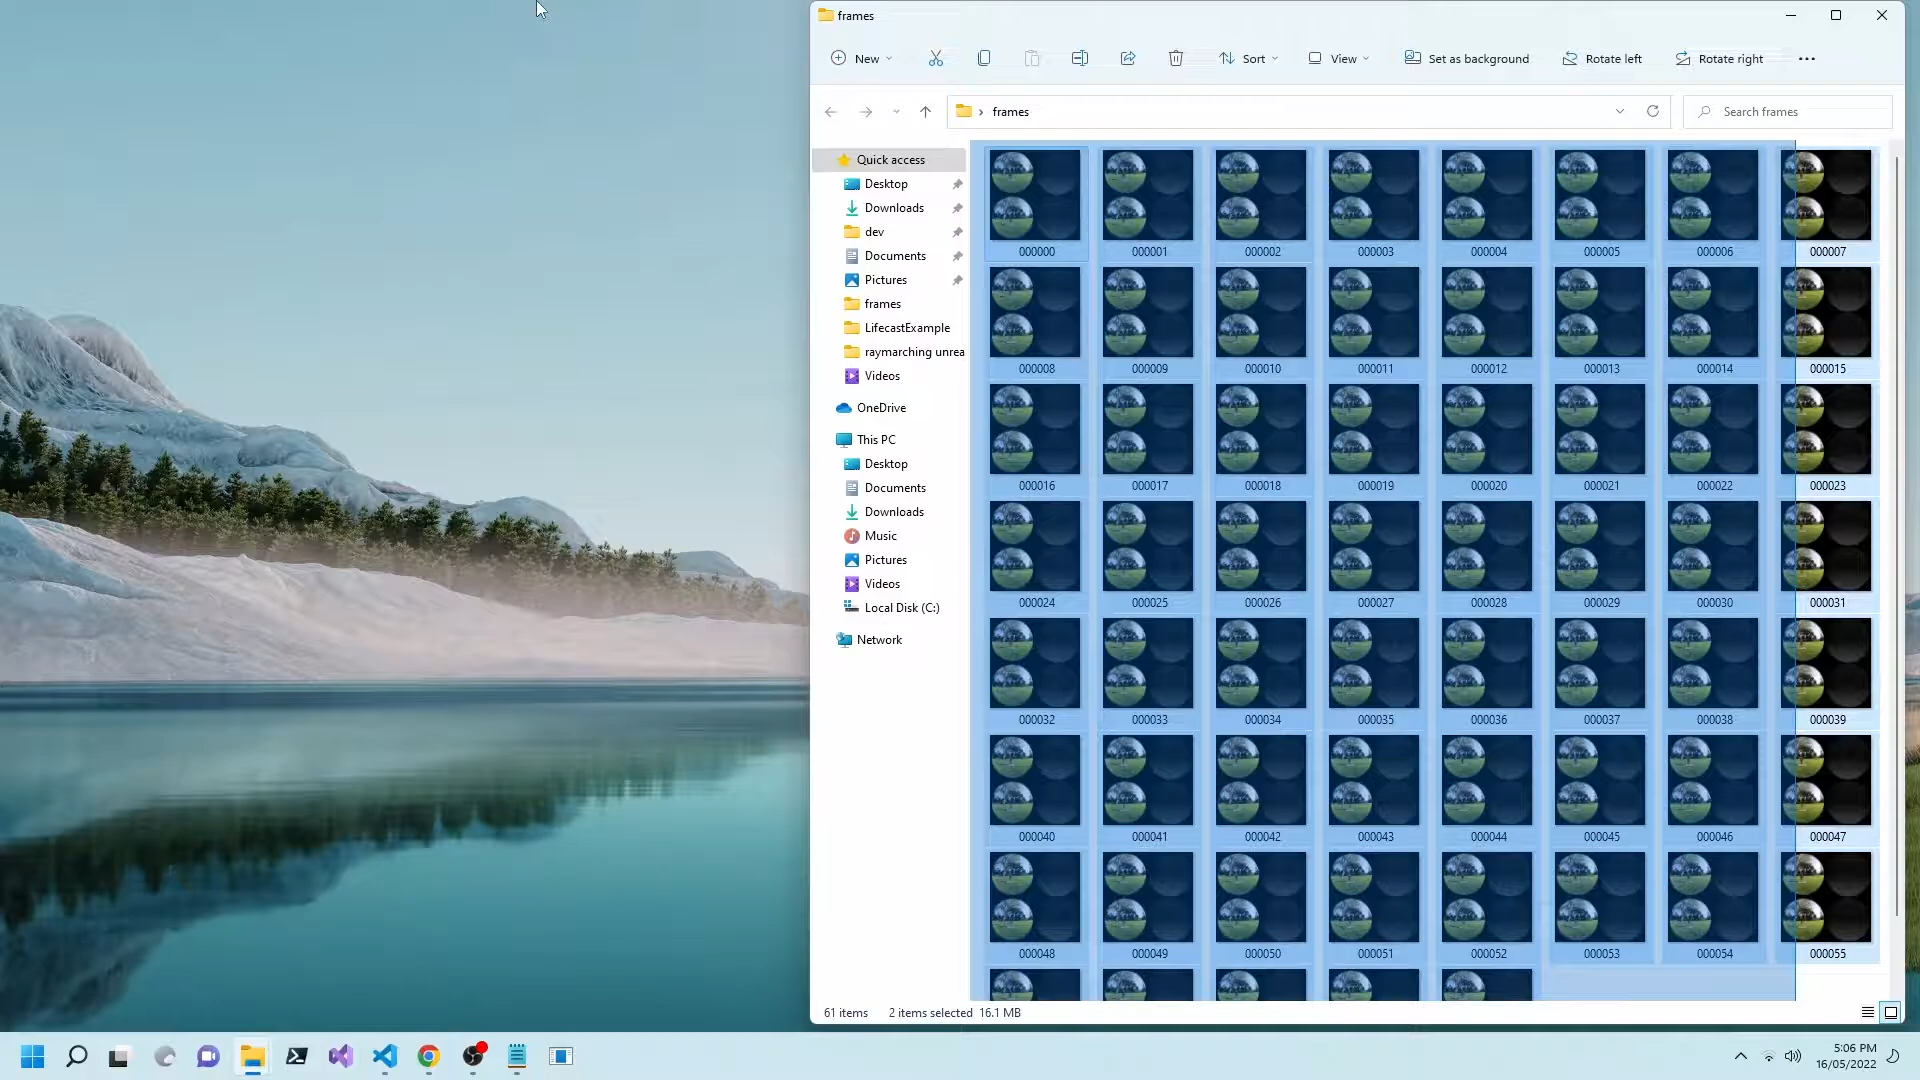 frames
New
Sort
View
Set as background
Rotate left
Rotate right
frames
Search frames
Quick access
Desktop
Downloads
dev
Documents
Pictures
frames
LifecastExample
raymarching unrea
Videos
OneDrive
This PC
Desktop
Documents
Downloads
Music
Pictures
Videos
Local Disk (C:)
Network
000000 000001 000002 000003 000004 000005 000006 000007
000008 000009 000010 000011 000012 000013 000014 000015
000016 000017 000018 000019 000020 000021 000022 000023
000024 000025 000026 000027 000028 000029 000030 000031
000032 000033 000034 000035 000036 000037 000038 000039
000040 000041 000042 000043 000044 000045 000046 000047
000048 000049 000050 000051 000052 000053 000054 000055
61 items 2 items selected 16.1 MB
5:06 PM
16/05/2022